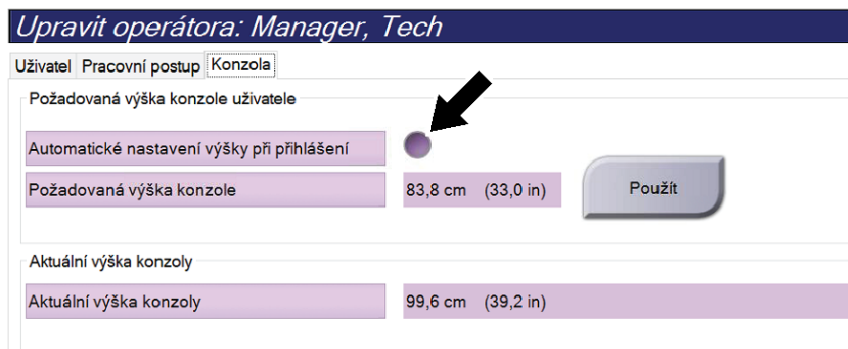 Upravit operátora: Manager, Tech
Uživatel Pracovní postup Konzola
Požadovaná výška konzole uživatele
Automatické nastavení výšky při přihlášení
Požadovaná výška konzole 83,8 cm (33,0 in) Použít
Aktuální výška konzoly
Aktuální výška konzoly 99,6 cm (39,2 in)